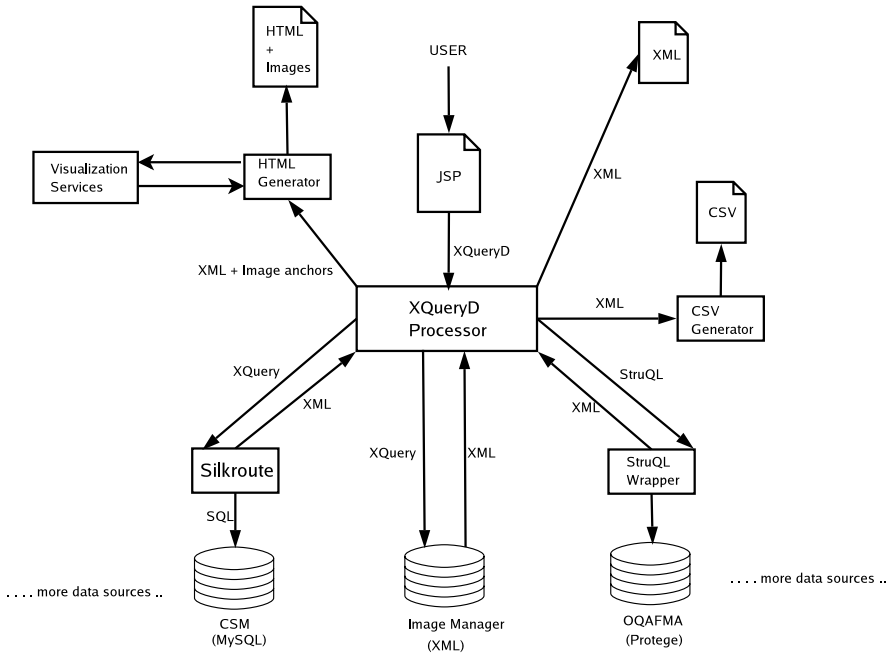 HTML
+
Images
USER
XML
Visualization
Services
HTML
Generator
JSP
XML
CSV
XQueryD
XML + Image anchors
XQueryD
Processor
XML
CSV
Generator
XQuery
XML
StruQL
XML
XQuery
XML
Silkroute
StruQL
Wrapper
SQL
. . . . more data sources ..
CSM
(MySQL)
Image Manager
(XML)
OQAFMA
(Protege)
. . . . more data sources ..